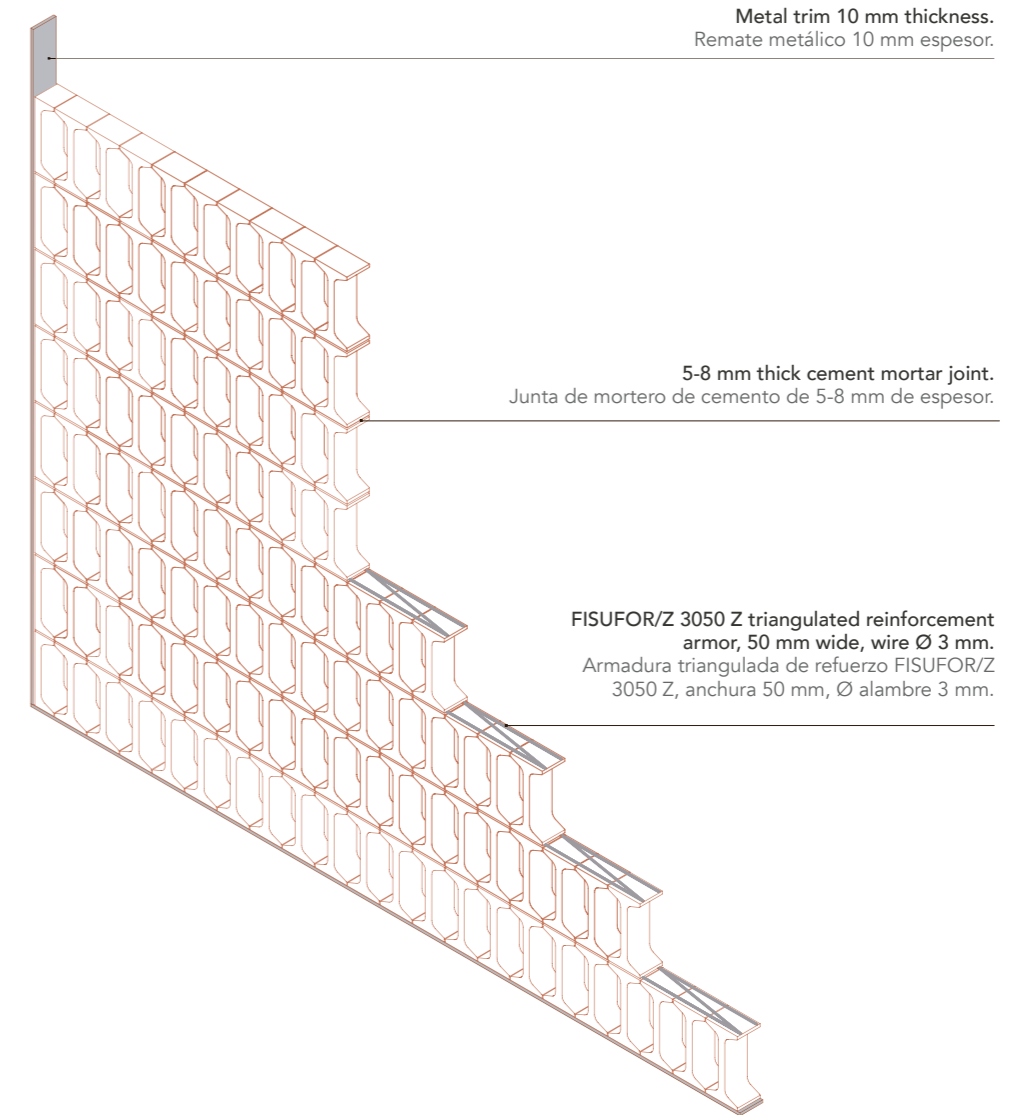 Metal trim 10 mm thickness.
Remate metálico 10 mm espesor.
5-8 mm thick cement mortar joint.
Junta de mortero de cemento de 5-8 mm de espesor.
FISUFOR/Z 3050 Z triangulated reinforcement
armor, 50 mm wide, wire Ø 3 mm.
Armadura triangulada de refuerzo FISUFOR/Z
3050 Z, anchura 50 mm, Ø alambre 3 mm.